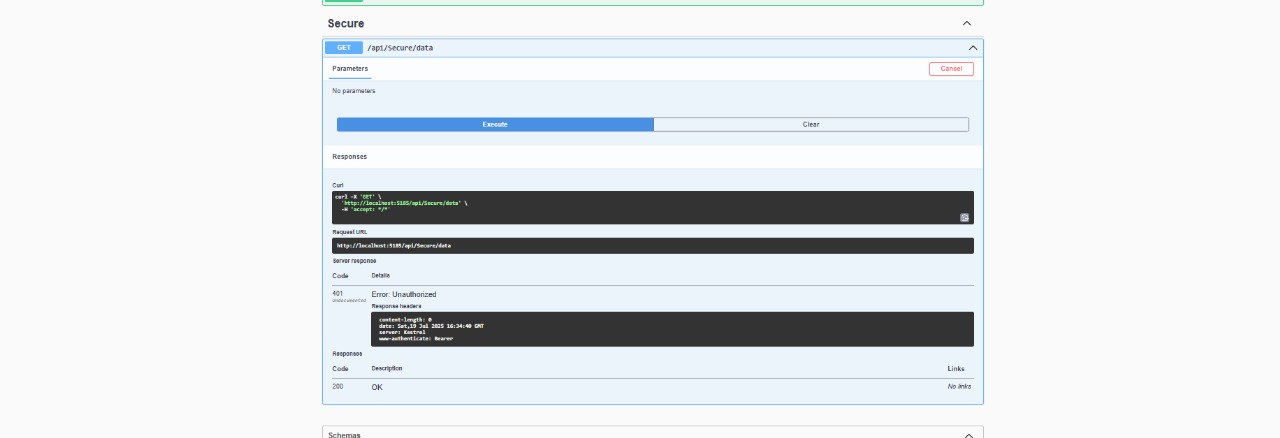 Secure
GET /api/Secure/data
Parameters
Cancel
No parameters
Execute
Clear
Responses
Curl
curl -X 'GET' \
'http://localhost:5185/api/Secure/data' \
-H 'accept: */*'
Request URL
http://localhost:5185/api/Secure/data
Server response
Code Details
401 Error: Unauthorized
Undocumented
Response headers
content-length: 0
date: Sat,19 Jul 2025 16:34:40 GMT
server: Kestrel
www-authenticate: Bearer
Responses
Code Description Links
200 OK No links
Schemas